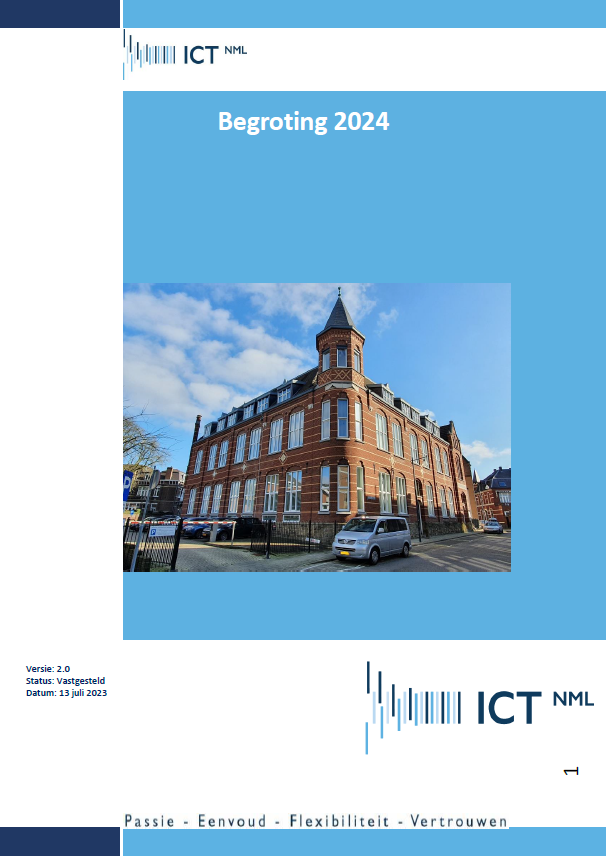 ICT NML
Begroting 2024
P
Versie: 2.0
Status: Vastgesteld
Datum: 13 juli 2023
ICT NML
1
Passie - Eenvoud - Flexibiliteit - Vertrouwen